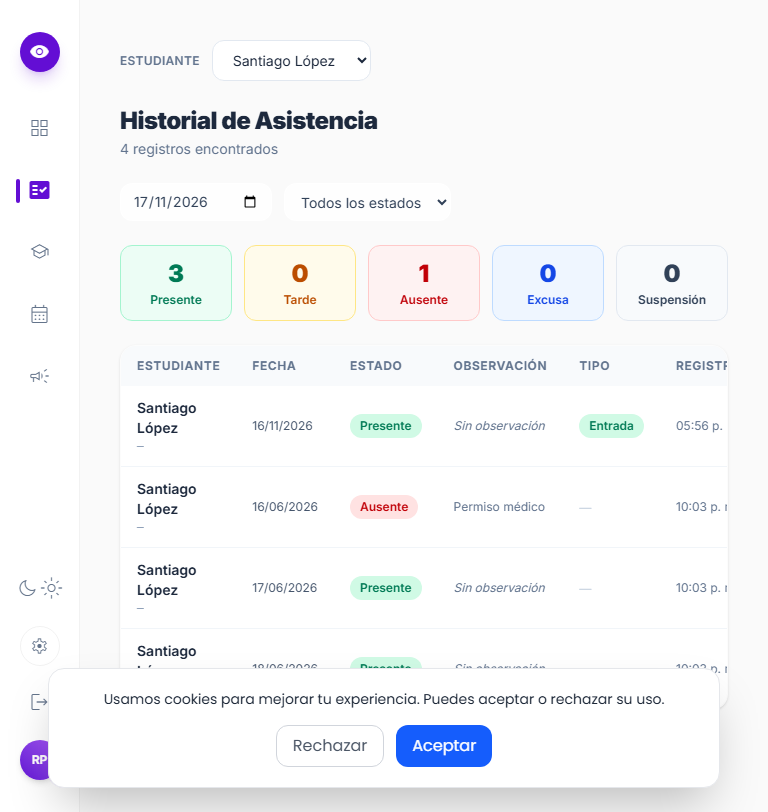 ESTUDIANTE Santiago López
Historial de Asistencia
4 registros encontrados
17/11/2026 Todos los estados
3 0 1 0 0
Presente Tarde Ausente Excusa Suspensión
ESTUDIANTE FECHA ESTADO OBSERVACIÓN TIPO
Santiago López
–
16/11/2026 Presente Sin observación Entrada 05:56 p.
Santiago López
–
16/06/2026 Ausente Permiso médico — 10:03 p.
Santiago López
–
17/06/2026 Presente Sin observación — 10:03 p.
Santiago
Usamos cookies para mejorar tu experiencia. Puedes aceptar o rechazar su uso.
Rechazar Aceptar
RP